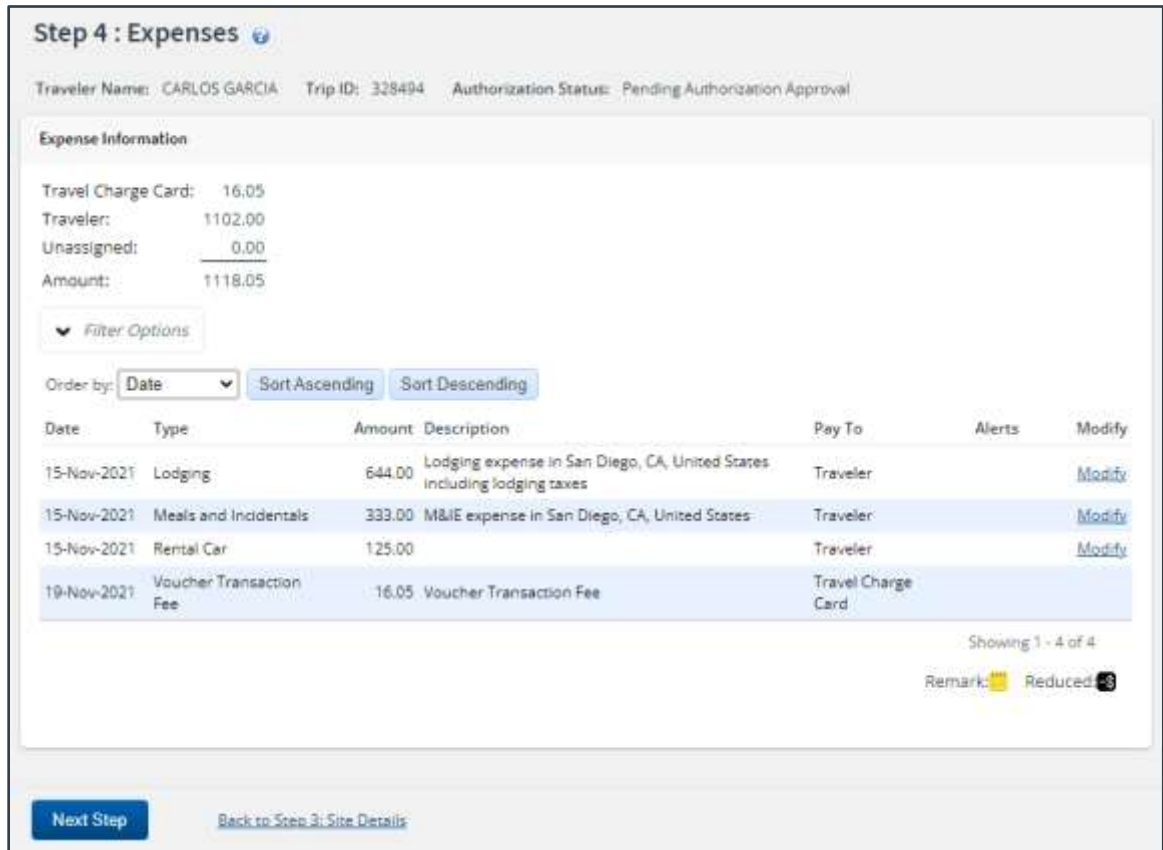 Step 4 : Expenses
Traveler Name: CARLOS GARCIA Trip ID: 328494 Authorization Status: Pending Authorization Approval
Expense Information
Travel Charge Card: 16.05
Traveler: 1102.00
Unassigned: 0.00
Amount: 1118.05
Filter Options
Order by: Date Sort Ascending Sort Descending
Date Type Amount Description Pay To Alerts Modify
15-Nov-2021 Lodging 644.00 Lodging expense in San Diego, CA, United States including lodging taxes Traveler Modify
15-Nov-2021 Meals and Incidentals 333.00 M&IE expense in San Diego, CA, United States Traveler Modify
15-Nov-2021 Rental Car 125.00 Traveler Modify
19-Nov-2021 Voucher Transaction Fee 16.05 Voucher Transaction Fee Travel Charge Card
Showing 1 - 4 of 4
Remark: Reduced: -$
Next Step Back to Step 3: Site Details